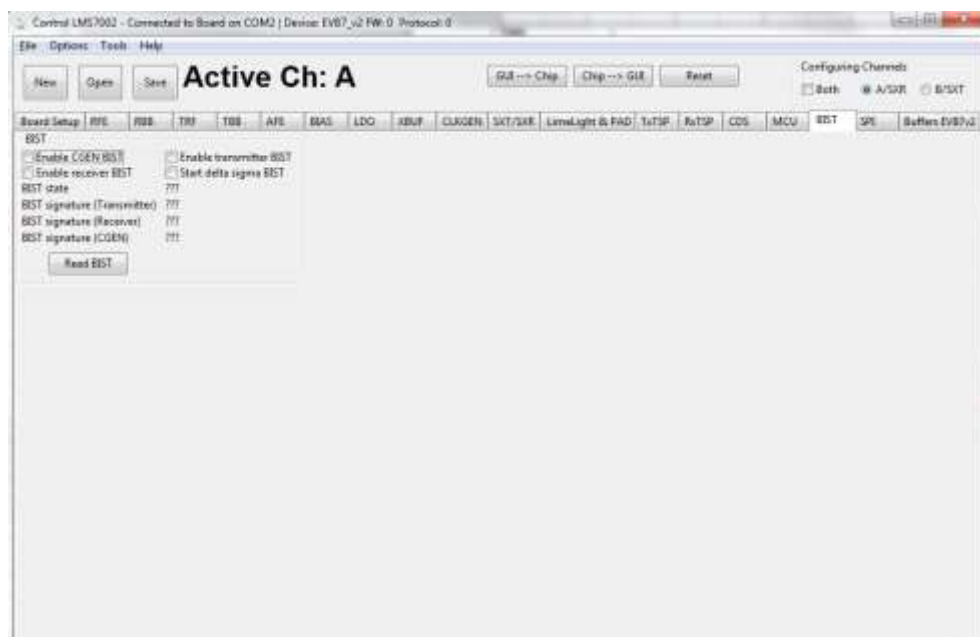 Control LMS7002 - Connected to Board on COM2 | Device: EVB7_v2 FW: 0 Protocol: 0
File Options Tools Help
New Open Save Active Ch: A GUI --> Chip Chip --> GUI Reset Configuring Channels
Both A/SXR B/SXT
Board Setup RFE RBB TRF TBB AFE BIAS LDO XBUF CLKGEN SXT/SXR LimeLight & PAD TxTSP RxTSP CDS MCU BIST SPI Buffers EVB7v2
BIST
Enable CGEN BIST Enable transmitter BIST
Enable receiver BIST Start delta sigma BIST
BIST state ???
BIST signature (Transmitter) ???
BIST signature (Receiver) ???
BIST signature (CGEN) ???
Read BIST